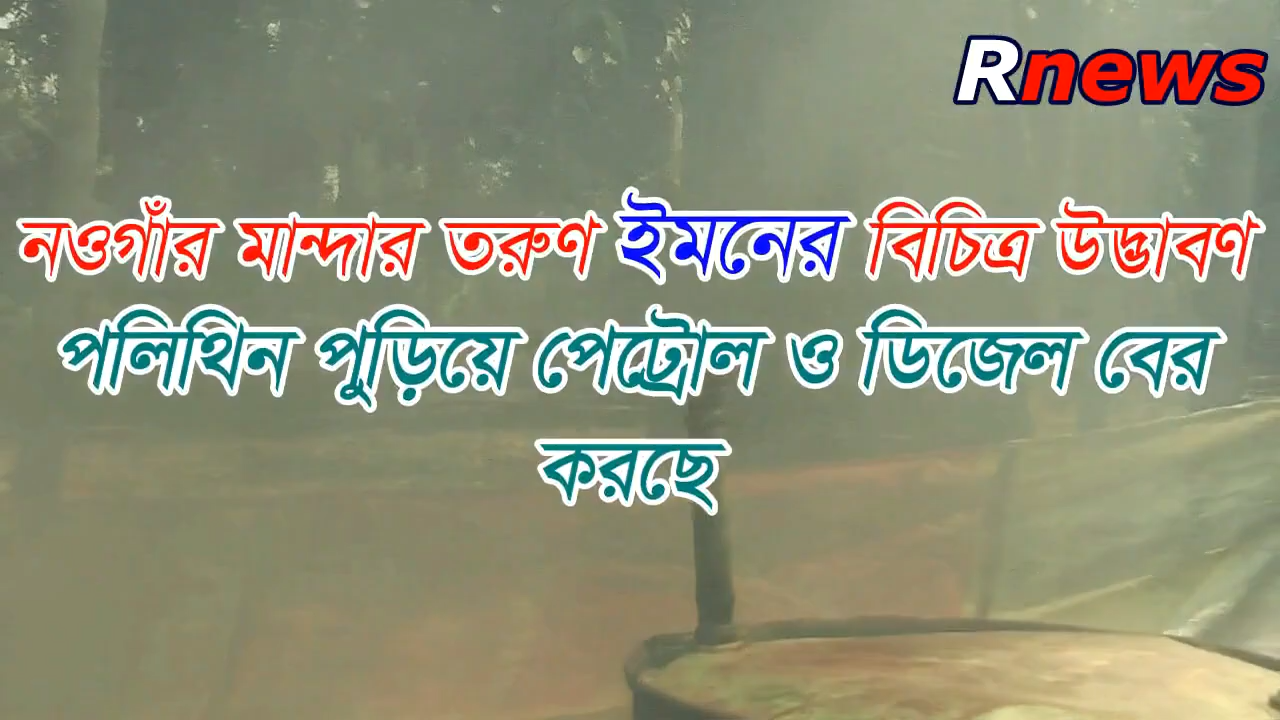 Rnews
নওগাঁর মান্দার তরুণ ইমনের বিচিত্র উদ্ভাবণ
পলিথিন পুড়িয়ে পেট্রোল ও ডিজেল বের
করছে